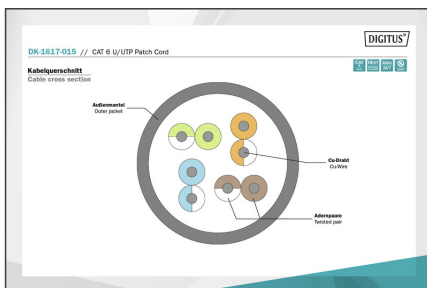 DIGITUS®
DK-1617-015 // CAT 6 U/UTP Patch Cord
Kabelquerschnitt
Cable cross section
Außenmantel
Outer jacket
Cu-Draht
Cu-Wire
Adernpaare
Twisted pair